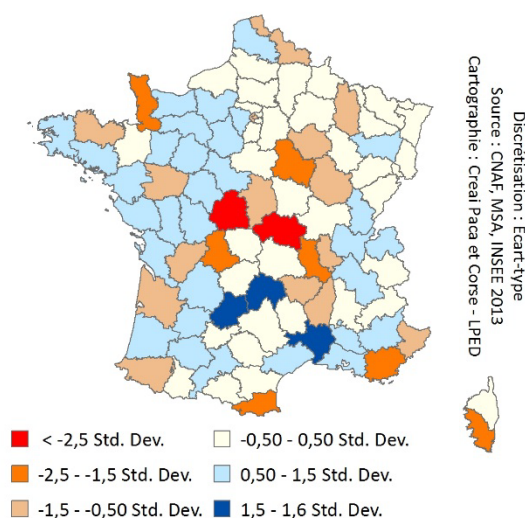 Discrétisation : Ecart-type
Source : CNAF, MSA, INSEE 2013
Cartographie : Creai Paca et Corse - LPED
< -2,5 Std. Dev.
-2,5 - -1,5 Std. Dev.
-1,5 - -0,50 Std. Dev.
-0,50 - 0,50 Std. Dev.
0,50 - 1,5 Std. Dev.
1,5 - 1,6 Std. Dev.